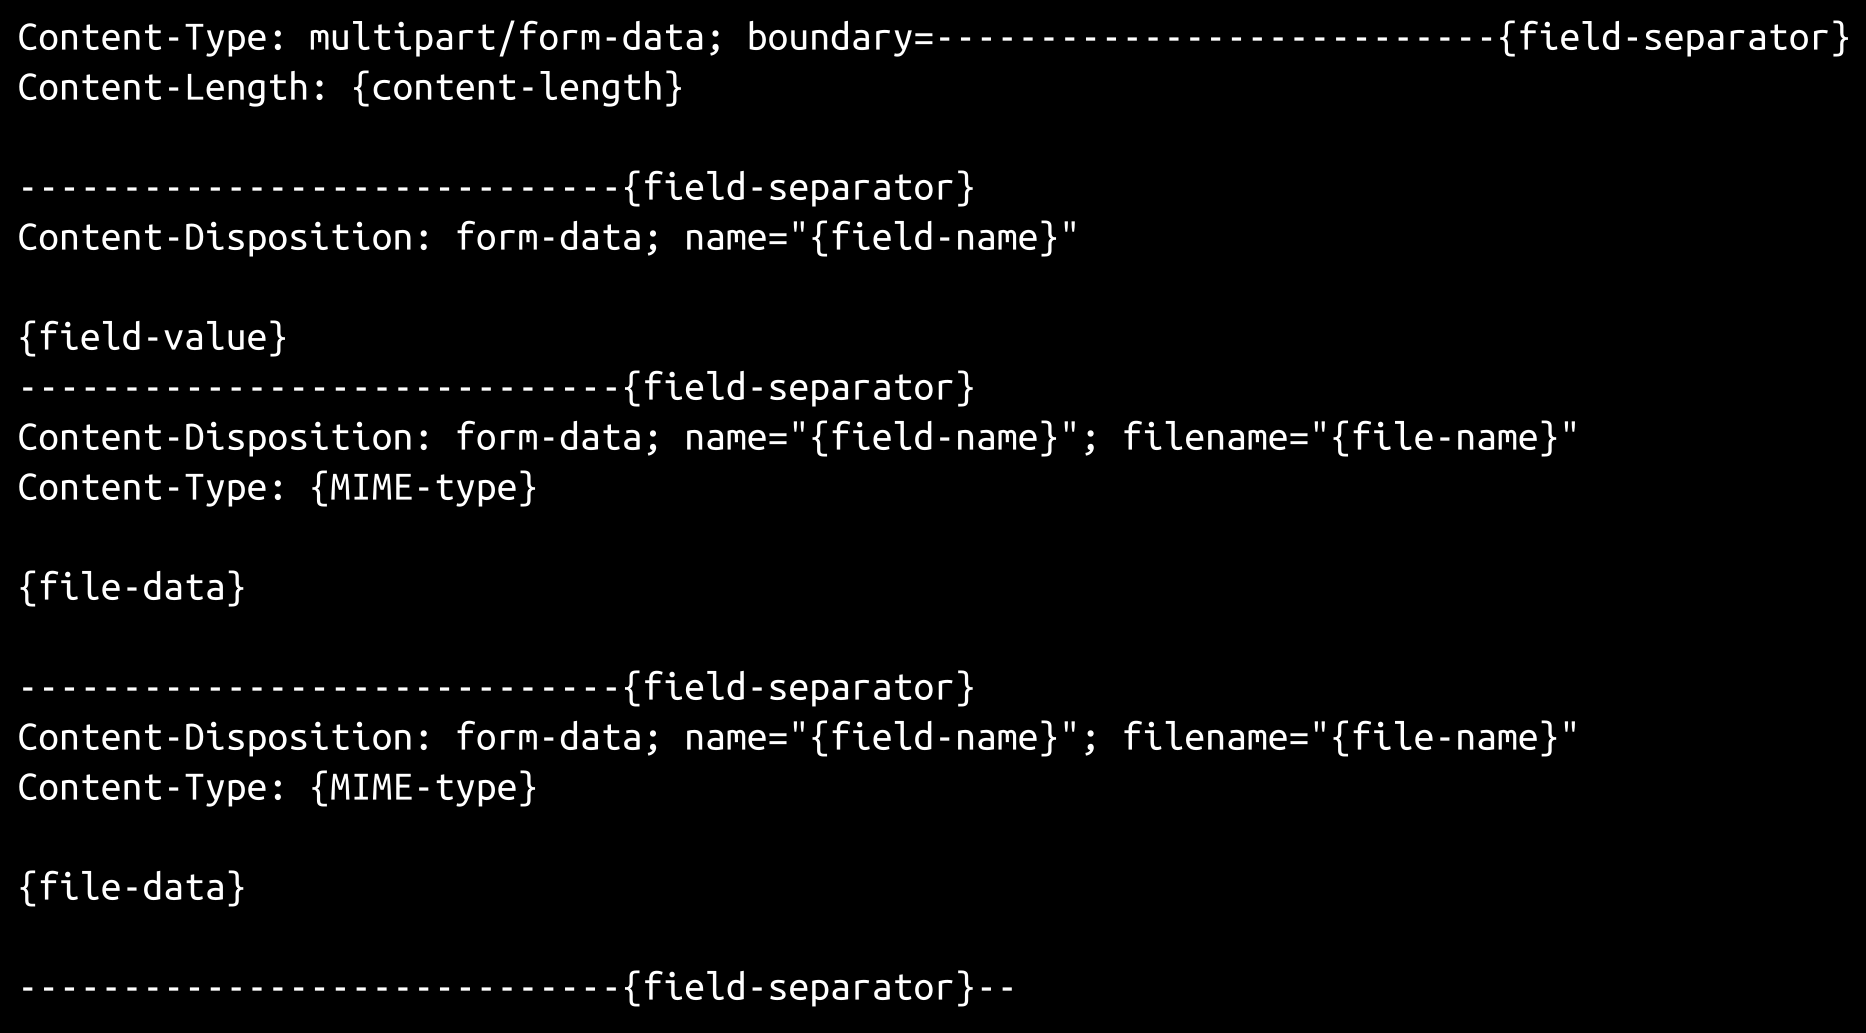 Content-Type: multipart/form-data; boundary=---------------------------{field-separator}
Content-Length: {content-length}

-----------------------------{field-separator}
Content-Disposition: form-data; name="{field-name}"

{field-value}
-----------------------------{field-separator}
Content-Disposition: form-data; name="{field-name}"; filename="{file-name}"
Content-Type: {MIME-type}

{file-data}

-----------------------------{field-separator}
Content-Disposition: form-data; name="{field-name}"; filename="{file-name}"
Content-Type: {MIME-type}

{file-data}

-----------------------------{field-separator}--